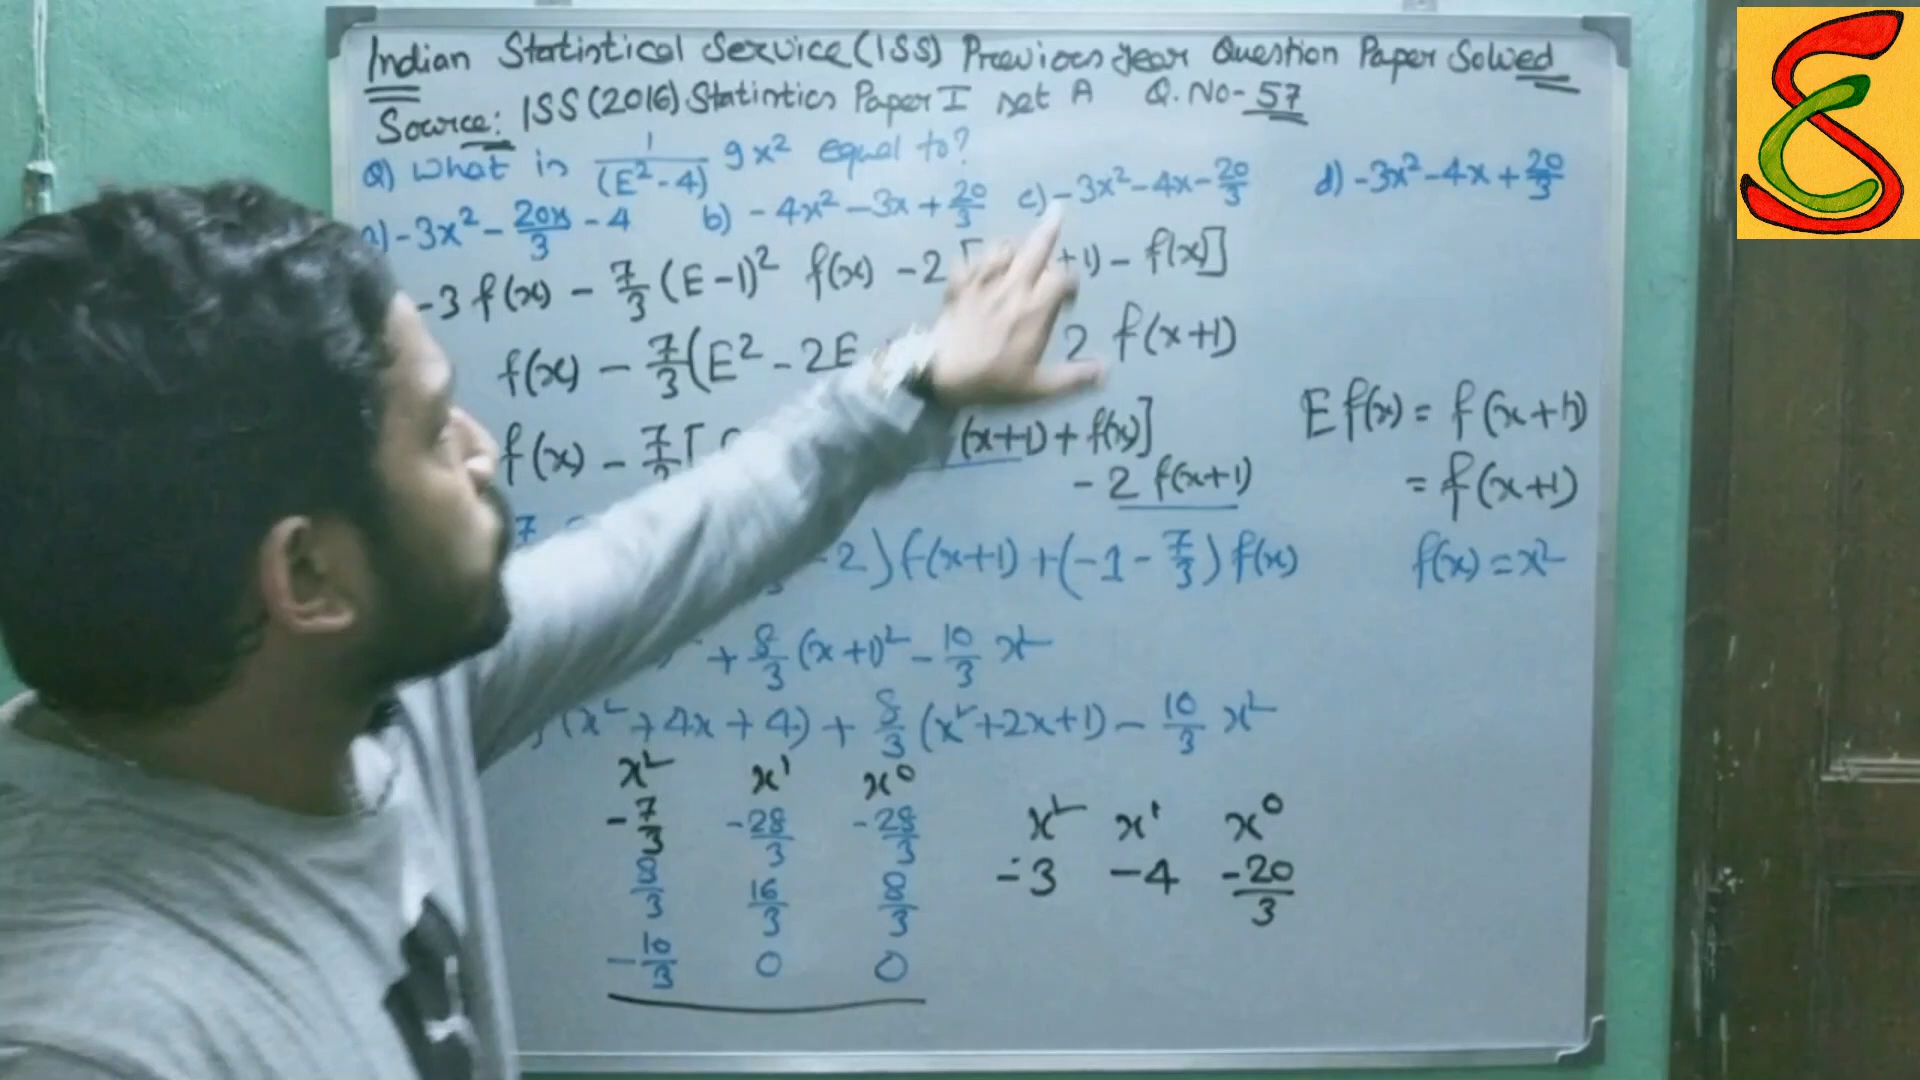 Indian Statistical Service (ISS) Previous year Question Paper Solved
Source: ISS (2016) Statistics Paper I set A Q. No - 57
Q) What is 1/(E² - 4) 9x² equal to?
a) -3x² - 20x/3 - 4 b) -4x² - 3x + 20/3 c) -3x² - 4x - 20/3 d) -3x² - 4x + 20/3
-3 f(x) - 7/3 (E-1)² f(x) - 2 [ +1) - f(x)]
f(x) - 7/3 (E² - 2E 2 f(x+1)
f(x) - 7/3 [ (x+1) + f(x)]
- 2 f(x+1)
E f(x) = f(x+1)
= f(x+1)
7 - 2) f(x+1) + (-1 - 7/3) f(x)
f(x) = x²
+ 8/3 (x+1)² - 10/3 x²
(x² + 4x + 4) + 8/3 (x² + 2x + 1) - 10/3 x²
x² x¹ x⁰
-7/3 -28/3 -28/3
8/3 16/3 8/3
-10/3 0 0
x² x¹ x⁰
-3 -4 -20/3